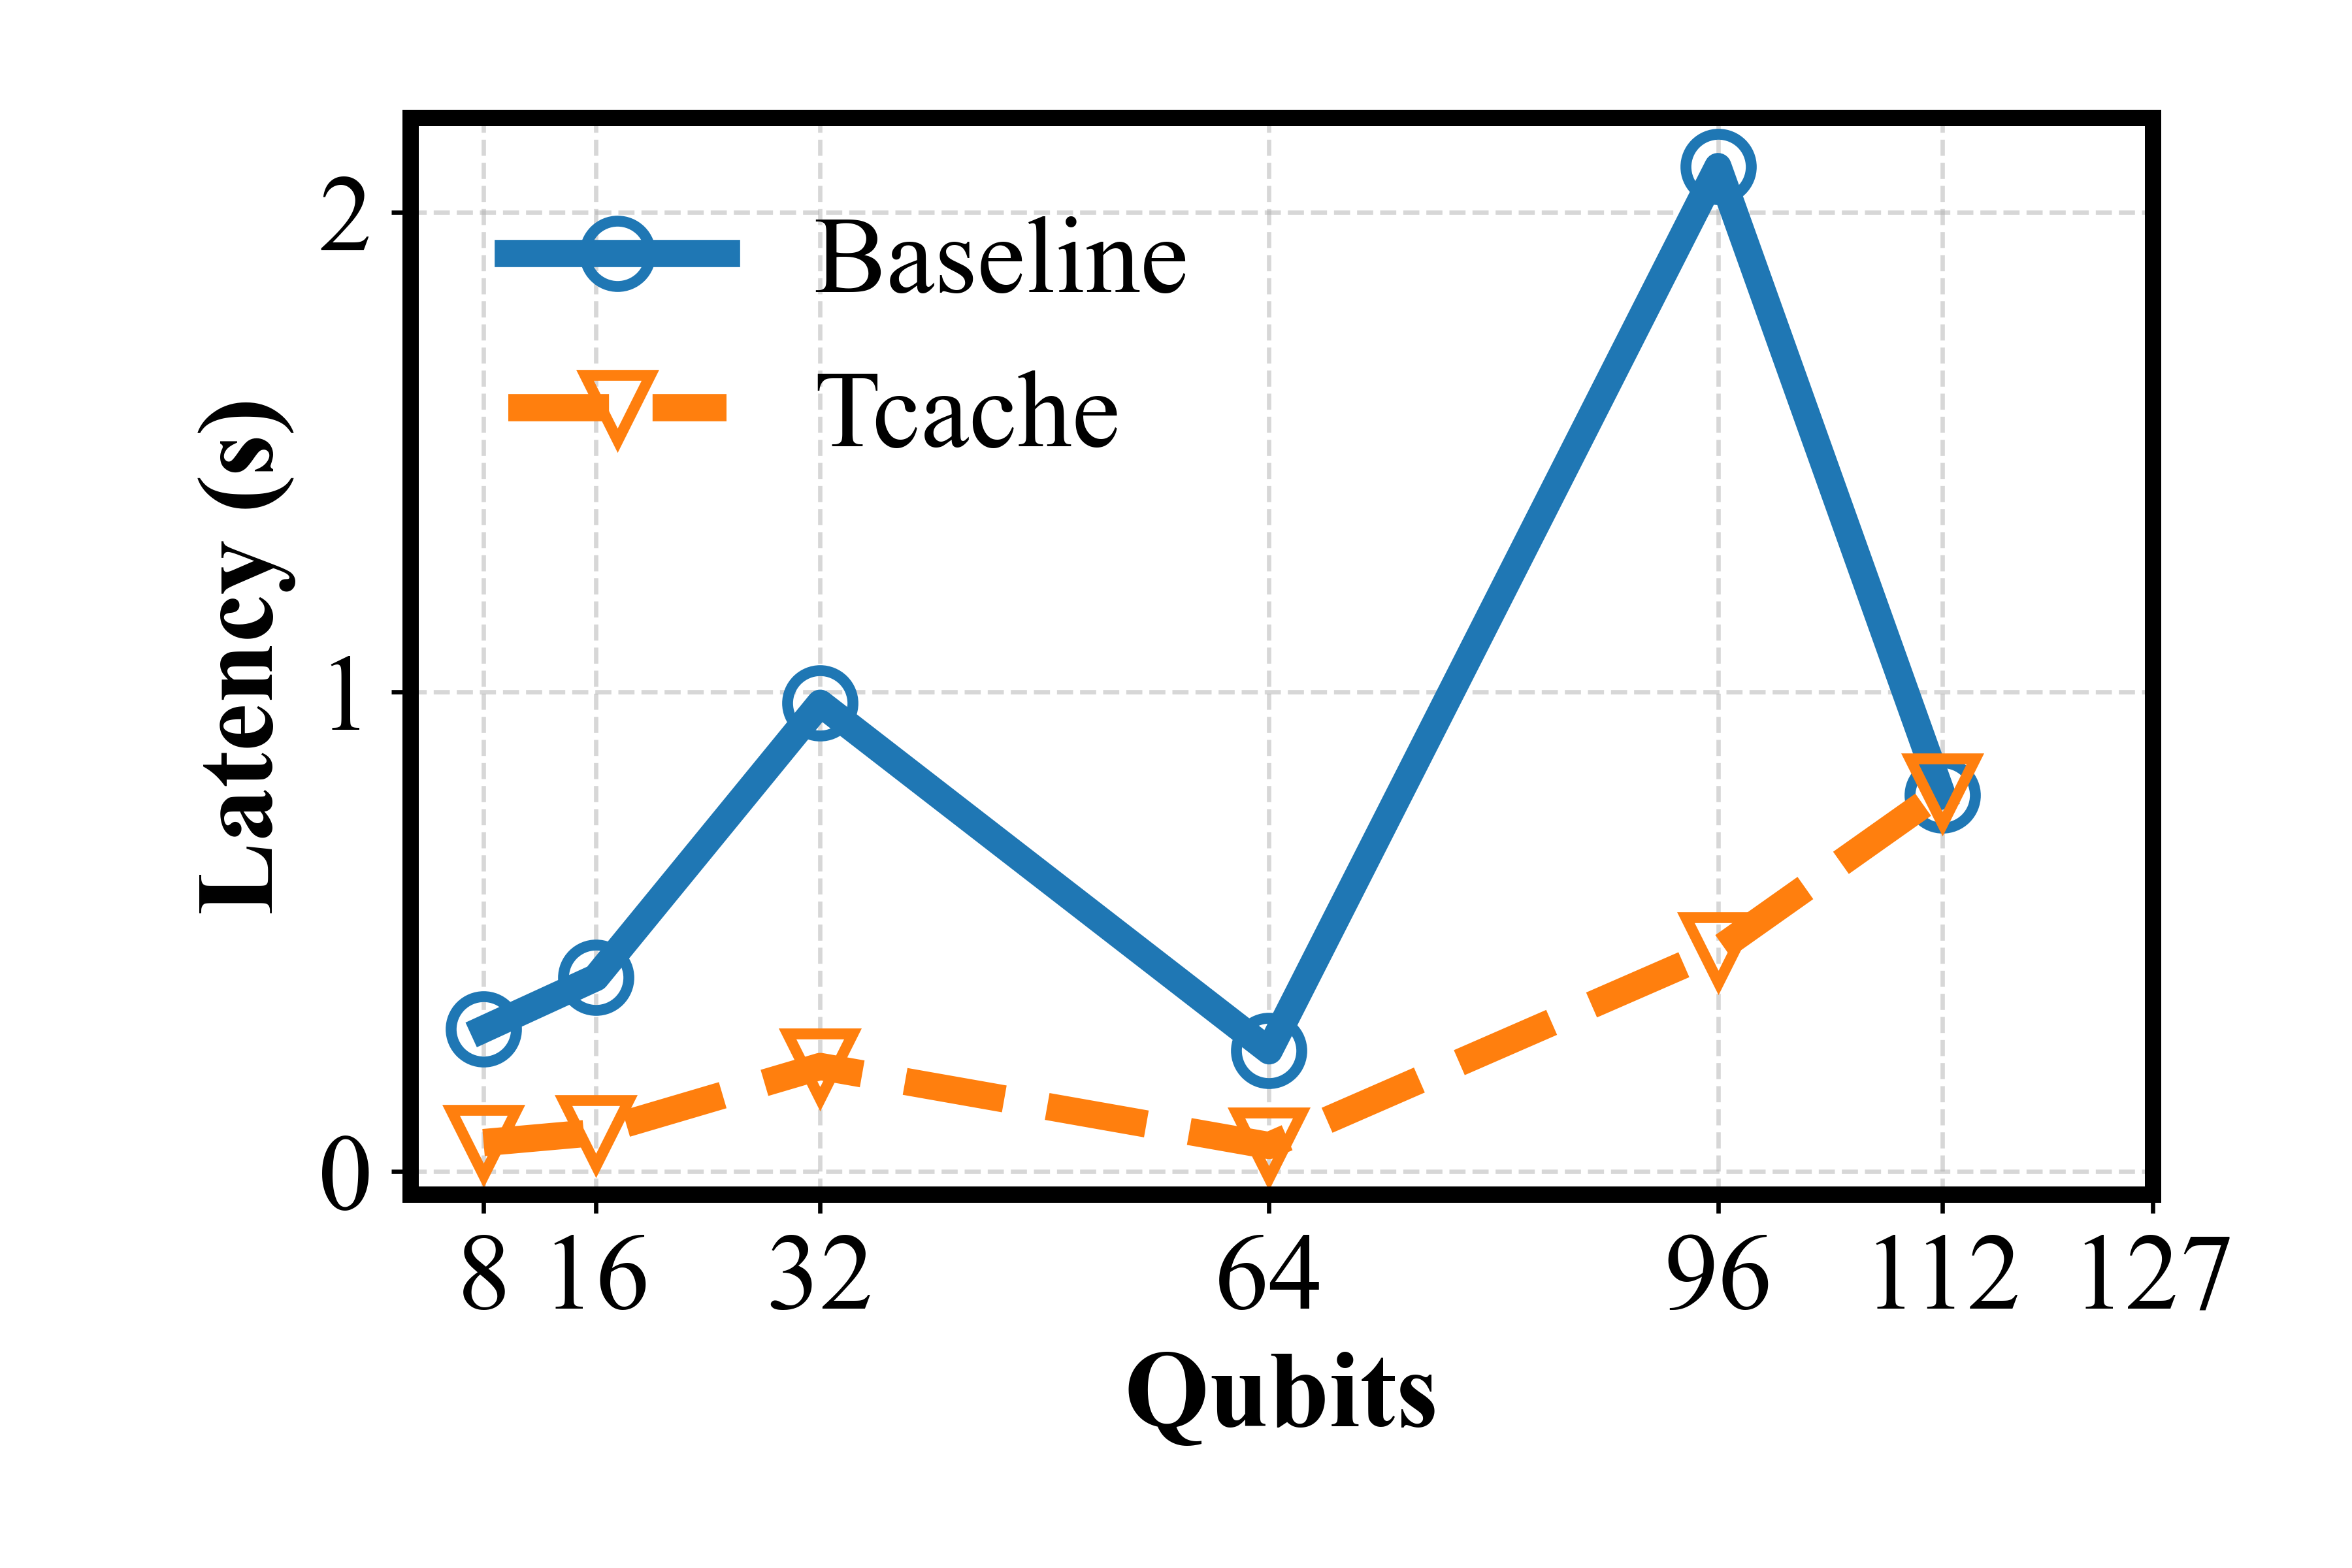 Latency (s)
2
1
0
Baseline
Tcache
8 16 32 64 96 112 127
Qubits